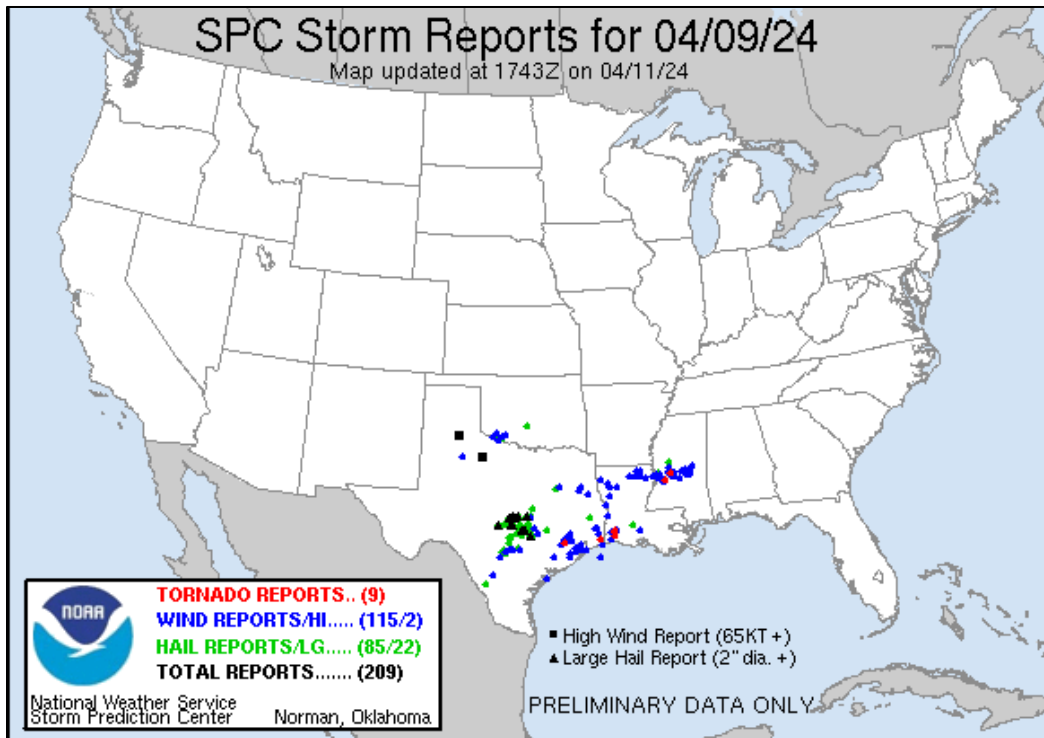 SPC Storm Reports for 04/09/24
Map updated at 1743Z on 04/11/24
NOAA
TORNADO REPORTS.. (9)
WIND REPORTS/HI..... (115/2)
HAIL REPORTS/LG..... (85/22)
TOTAL REPORTS....... (209)
National Weather Service
Storm Prediction Center Norman, Oklahoma
High Wind Report (65KT +)
Large Hail Report (2" dia. +)
PRELIMINARY DATA ONLY